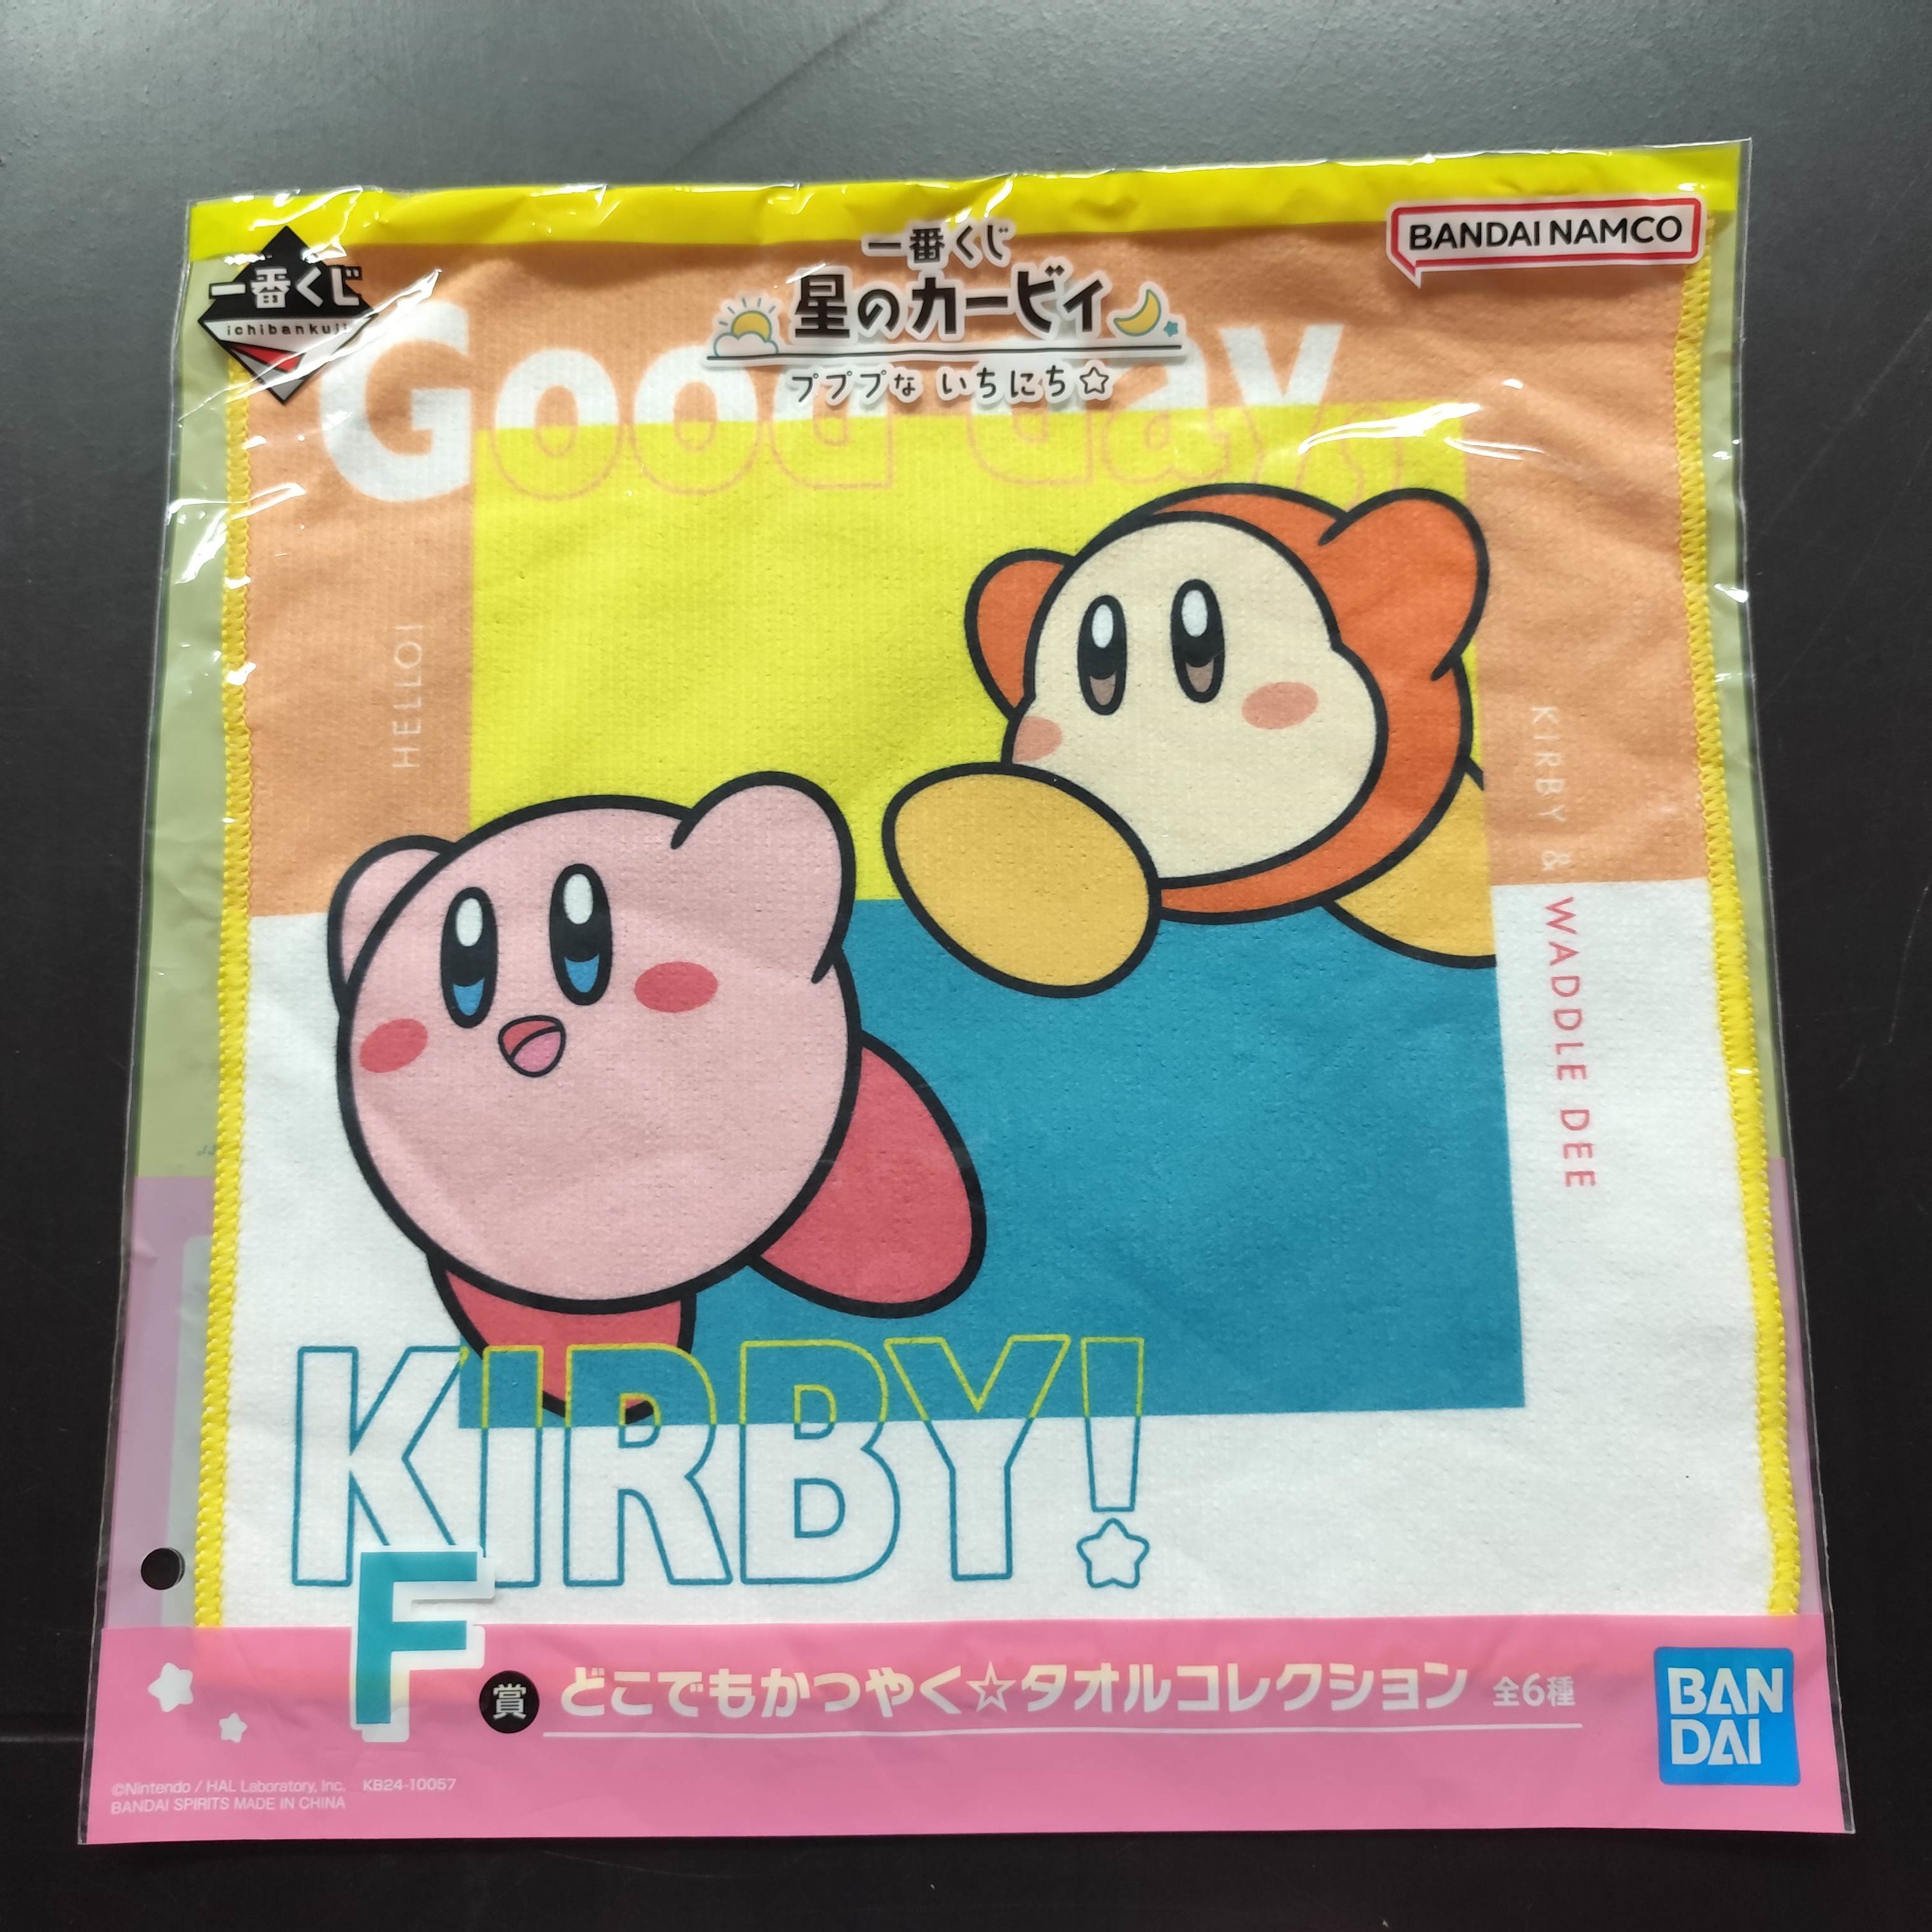 一番くじ
ichibankuji
一番くじ
星のカービィ
プププな いちにち☆
BANDAI NAMCO
Good day,
HELLO!
KIRBY & WADDLE DEE
KIRBY!
F賞 どこでもかつやく☆タオルコレクション 全6種
BANDAI
©Nintendo / HAL Laboratory, Inc. KB24-10057
BANDAI SPIRITS MADE IN CHINA